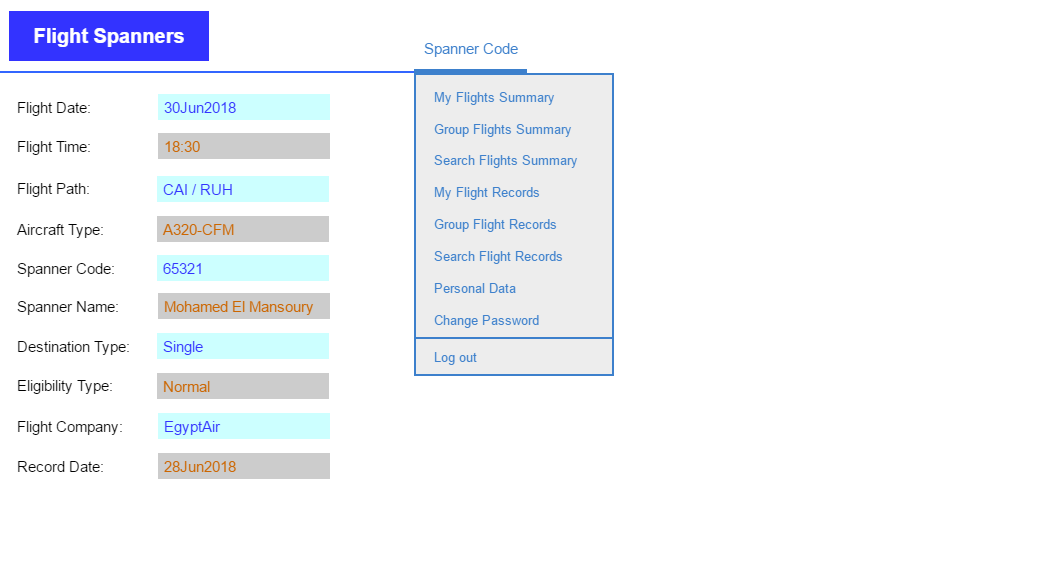 Flight Spanners
Spanner Code
Flight Date: 30Jun2018
Flight Time: 18:30
Flight Path: CAI / RUH
Aircraft Type: A320-CFM
Spanner Code: 65321
Spanner Name: Mohamed El Mansoury
Destination Type: Single
Eligibility Type: Normal
Flight Company: EgyptAir
Record Date: 28Jun2018
My Flights Summary
Group Flights Summary
Search Flights Summary
My Flight Records
Group Flight Records
Search Flight Records
Personal Data
Change Password
Log out